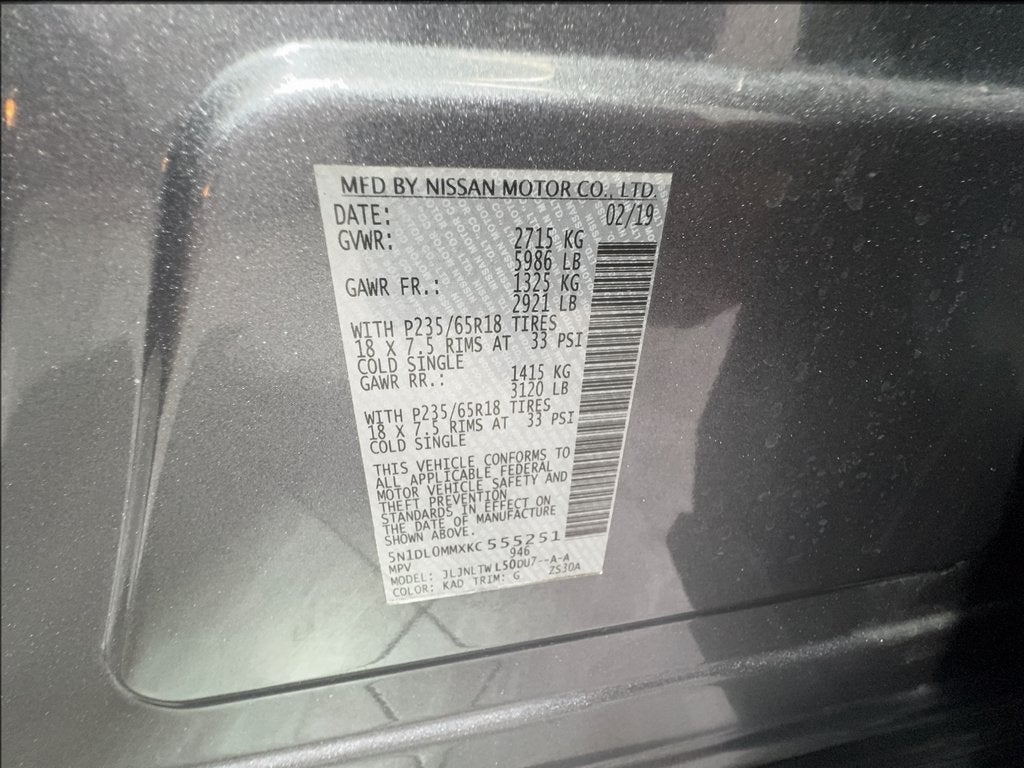 MFD BY NISSAN MOTOR CO., LTD.
DATE: 02/19
GVWR: 2715 KG
5986 LB
GAWR FR.: 1325 KG
2921 LB
WITH P235/65R18 TIRES
18 X 7.5 RIMS AT 33 PSI
COLD SINGLE
GAWR RR.: 1415 KG
3120 LB
WITH P235/65R18 TIRES
18 X 7.5 RIMS AT 33 PSI
COLD SINGLE
THIS VEHICLE CONFORMS TO
ALL APPLICABLE FEDERAL
MOTOR VEHICLE SAFETY AND
THEFT PREVENTION
STANDARDS IN EFFECT ON
THE DATE OF MANUFACTURE
SHOWN ABOVE.
5N1DL0MMXKC555251
MPV 946
MODEL: JLJNLTWL50DU7--A-A
COLOR: KAD TRIM: G ZS30A